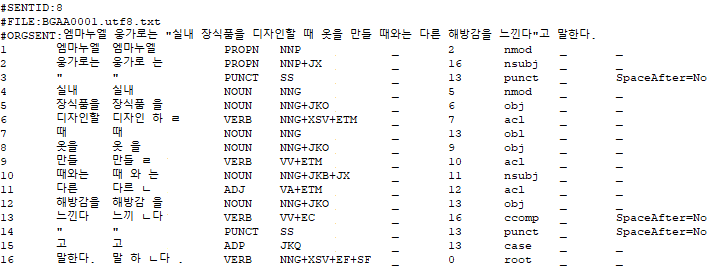 #SENTID:8
#FILE:BGAA0001.utf8.txt
#ORGSENT:엠마누엘 웅가로는 "실내 장식품을 디자인할 때 옷을 만들 때와는 다른 해방감을 느낀다"고 말한다.
1 엠마누엘 엠마누엘 PROPN NNP _ 2 nmod _ _
2 웅가로는 웅가로 는 PROPN NNP+JX _ 16 nsubj _ _
3 " " PUNCT SS _ 13 punct _ SpaceAfter=No
4 실내 실내 NOUN NNG _ 5 nmod _ _
5 장식품을 장식품 을 NOUN NNG+JKO _ 6 obj _ _
6 디자인할 디자인 하 ㄹ VERB NNG+XSV+ETM _ 7 acl _ _
7 때 때 NOUN NNG _ 13 obl _ _
8 옷을 옷 을 NOUN NNG+JKO _ 9 obj _ _
9 만들 만들 ㄹ VERB VV+ETM _ 10 acl _ _
10 때와는 때 와 는 NOUN NNG+JKB+JX _ 11 nsubj _ _
11 다른 다르 ㄴ ADJ VA+ETM _ 12 acl _ _
12 해방감을 해방감 을 NOUN NNG+JKO _ 13 obj _ _
13 느낀다 느끼 ㄴ다 VERB VV+EC _ 16 ccomp _ SpaceAfter=No
14 " " PUNCT SS _ 13 punct _ SpaceAfter=No
15 고 고 ADP JKQ _ 13 case _ _
16 말한다. 말 하 ㄴ다 . VERB NNG+XSV+EF+SF _ 0 root _ _